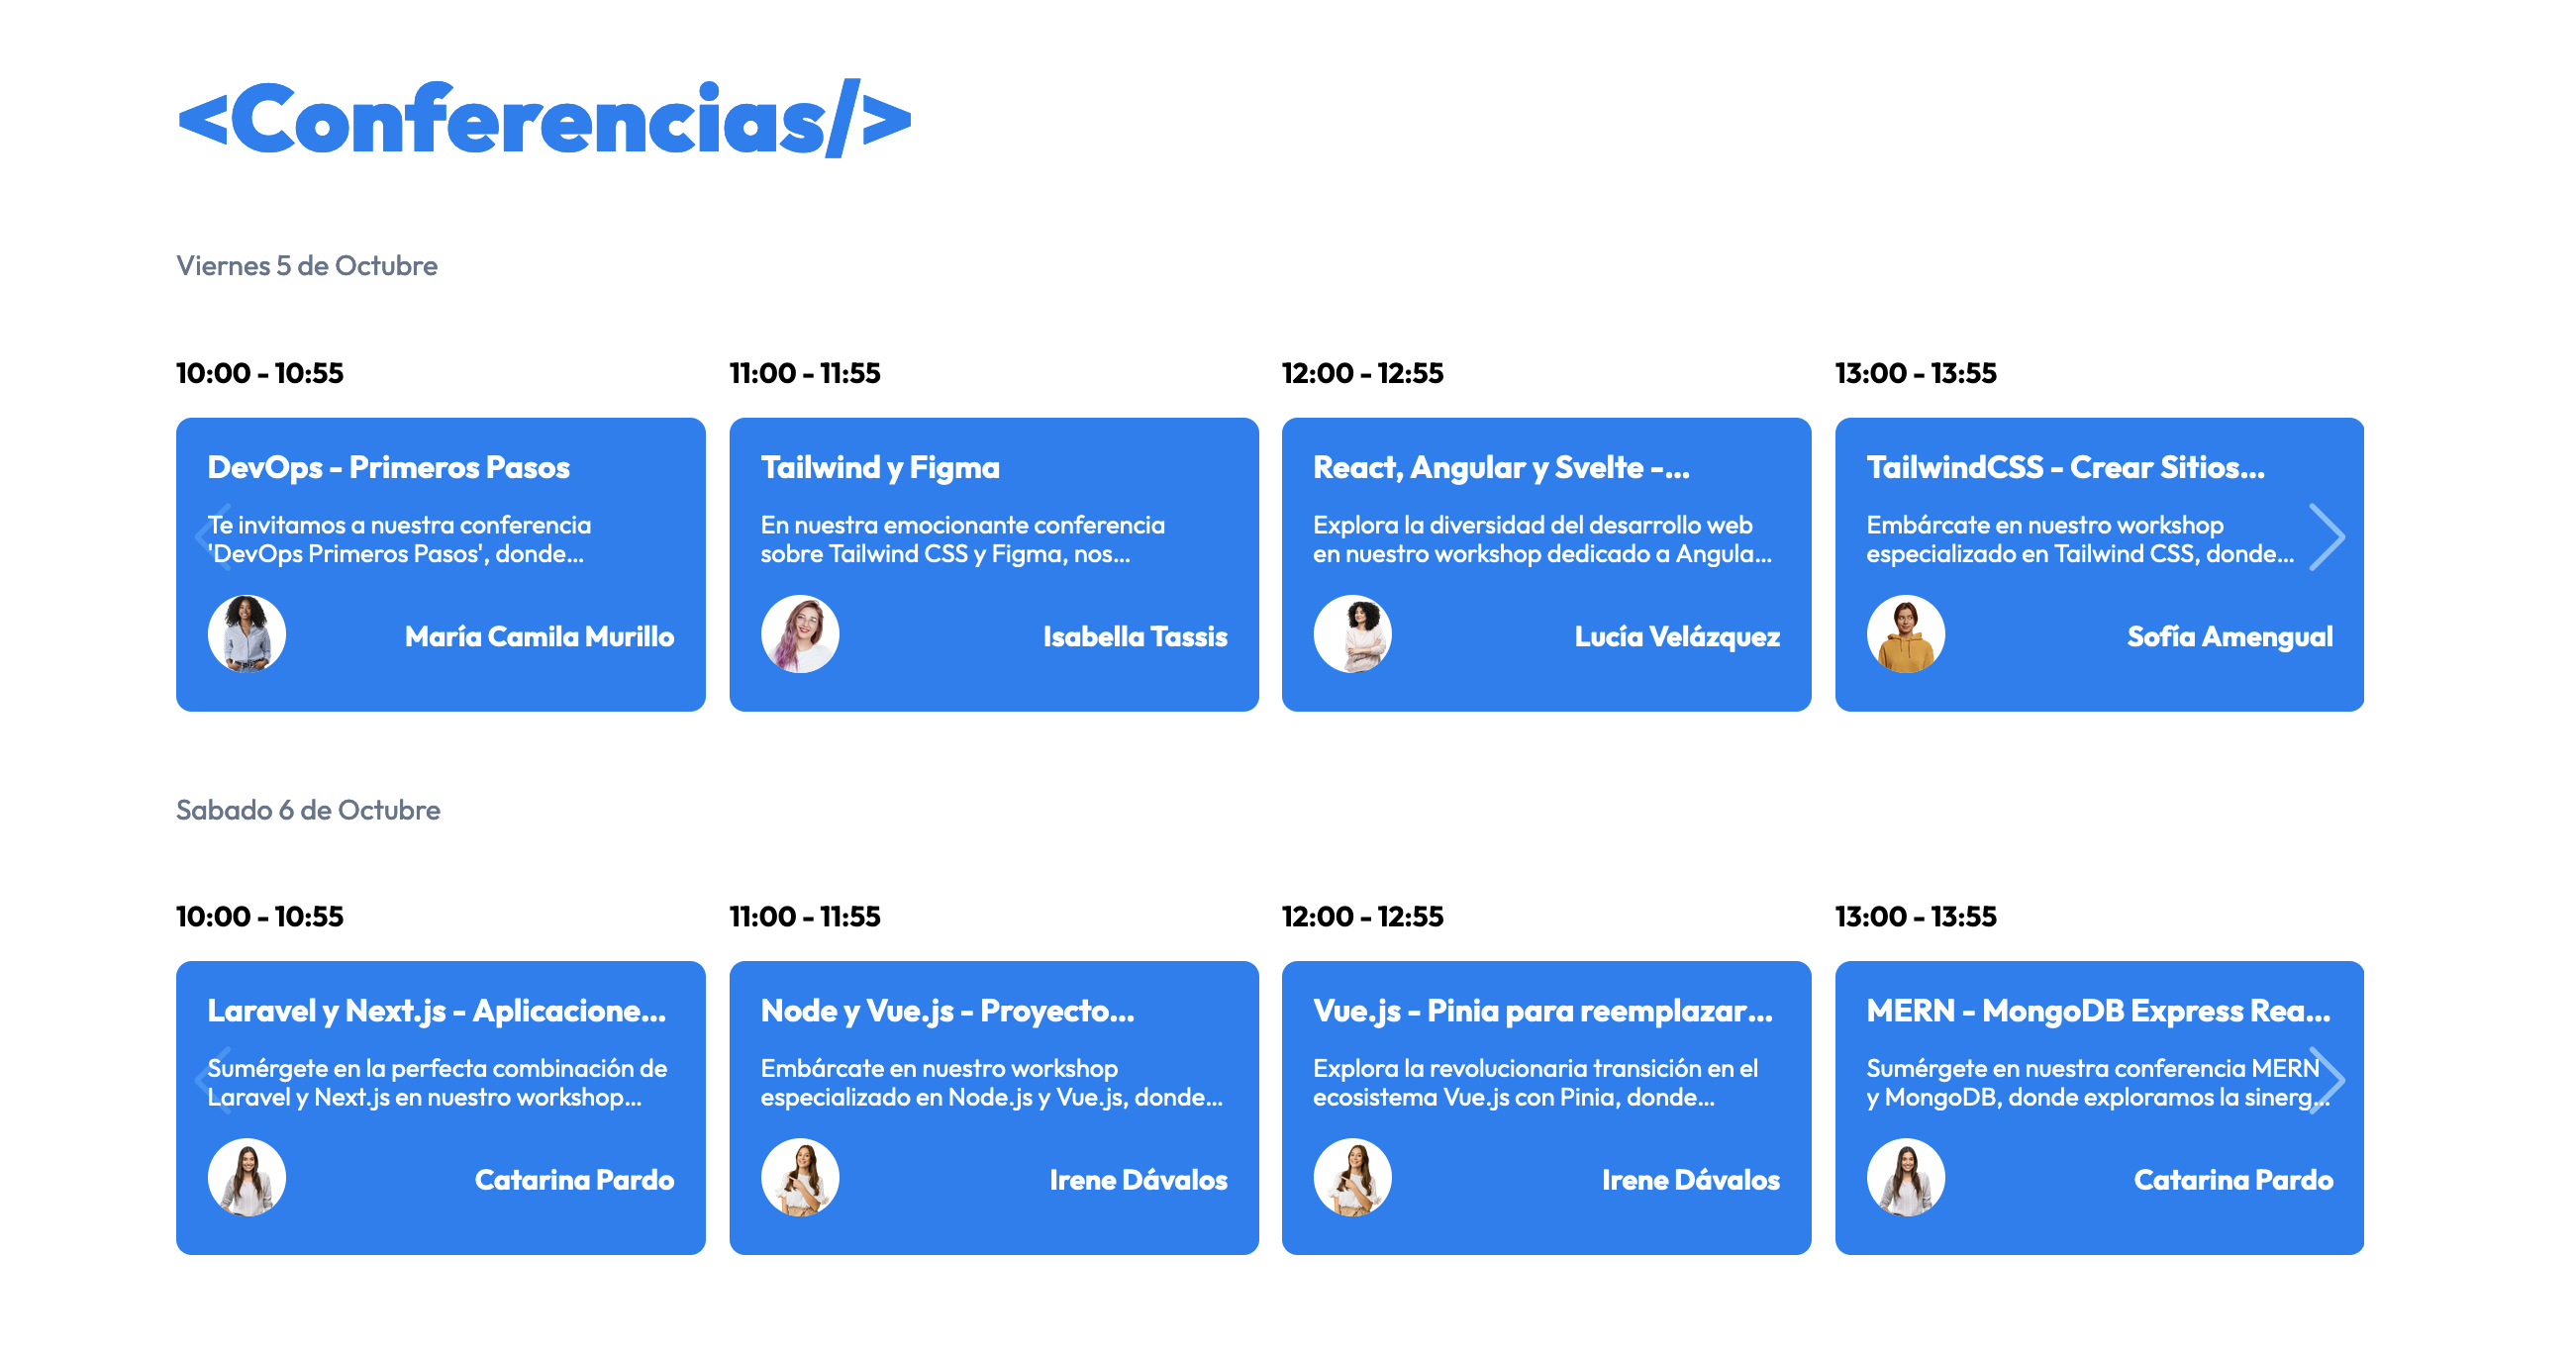 <Conferencias/>
Viernes 5 de Octubre
10:00 - 10:55
DevOps - Primeros Pasos
Te invitamos a nuestra conferencia
'DevOps Primeros Pasos', donde...
María Camila Murillo
11:00 - 11:55
Tailwind y Figma
En nuestra emocionante conferencia
sobre Tailwind CSS y Figma, nos...
Isabella Tassis
12:00 - 12:55
React, Angular y Svelte -...
Explora la diversidad del desarrollo web
en nuestro workshop dedicado a Angula...
Lucía Velázquez
13:00 - 13:55
TailwindCSS - Crear Sitios...
Embárcate en nuestro workshop
especializado en Tailwind CSS, donde...
Sofía Amengual
Sabado 6 de Octubre
10:00 - 10:55
Laravel y Next.js - Aplicacione...
Sumérgete en la perfecta combinación de
Laravel y Next.js en nuestro workshop...
Catarina Pardo
11:00 - 11:55
Node y Vue.js - Proyecto...
Embárcate en nuestro workshop
especializado en Node.js y Vue.js, donde...
Irene Dávalos
12:00 - 12:55
Vue.js - Pinia para reemplazar...
Explora la revolucionaria transición en el
ecosistema Vue.js con Pinia, donde...
Irene Dávalos
13:00 - 13:55
MERN - MongoDB Express Rea...
Sumérgete en nuestra conferencia MERN
y MongoDB, donde exploramos la sinerg...
Catarina Pardo